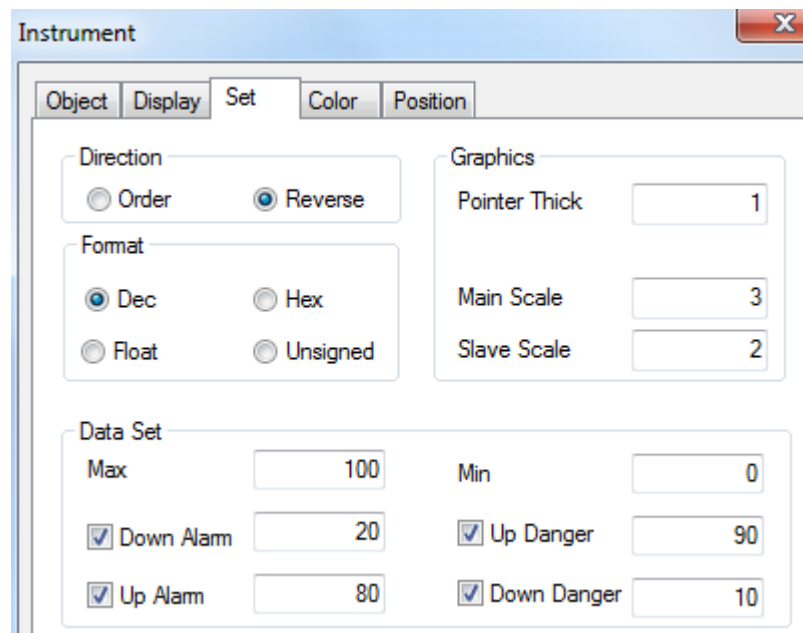 Instrument
X
Object Display Set Color Position
Direction
Order Reverse
Format
Dec Hex
Float Unsigned
Graphics
Pointer Thick 1
Main Scale 3
Slave Scale 2
Data Set
Max 100 Min 0
Down Alarm 20 Up Danger 90
Up Alarm 80 Down Danger 10